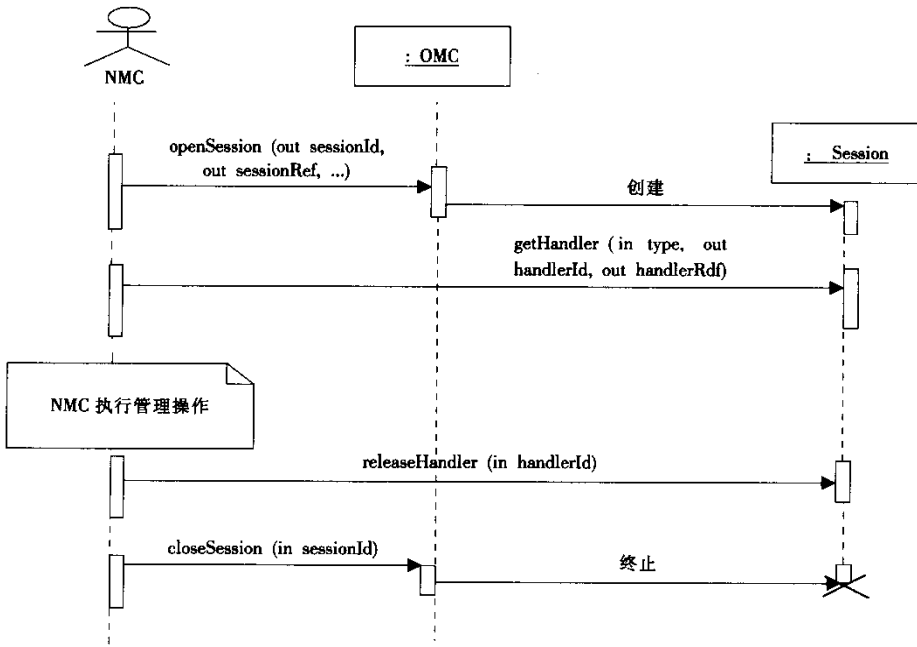 NMC
: OMC
: Session
openSession (out sessionId,
out sessionRef, ...)
创建
getHandler (in type, out
handlerId, out handlerRdf)
NMC 执行管理操作
releaseHandler (in handlerId)
closeSession (in sessionId)
终止